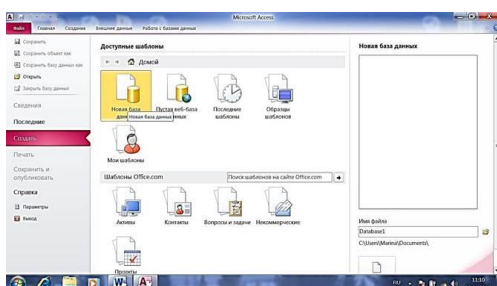 Microsoft Access
Файл Главная Создание Внешние данные Работа с базами данных
Сохранить
Сохранить объект как
Сохранить базу данных как
Открыть
Закрыть базу данных
Сведения
Последние
Создать
Печать
Сохранить и
опубликовать
Справка
Параметры
Выход
Доступные шаблоны
Домой
Новая база
Пустая веб-база
Последние
шаблоны
Образцы
шаблонов
Новая база данных
Мои шаблоны
Шаблоны Office.com
Поиск шаблонов на сайте Office.com
Активы
Контакты
Вопросы и задачи
Некоммерческие
Проекты
Новая база данных
Имя файла
Database1
C:\Users\Marina\Documents\
RU
11:10